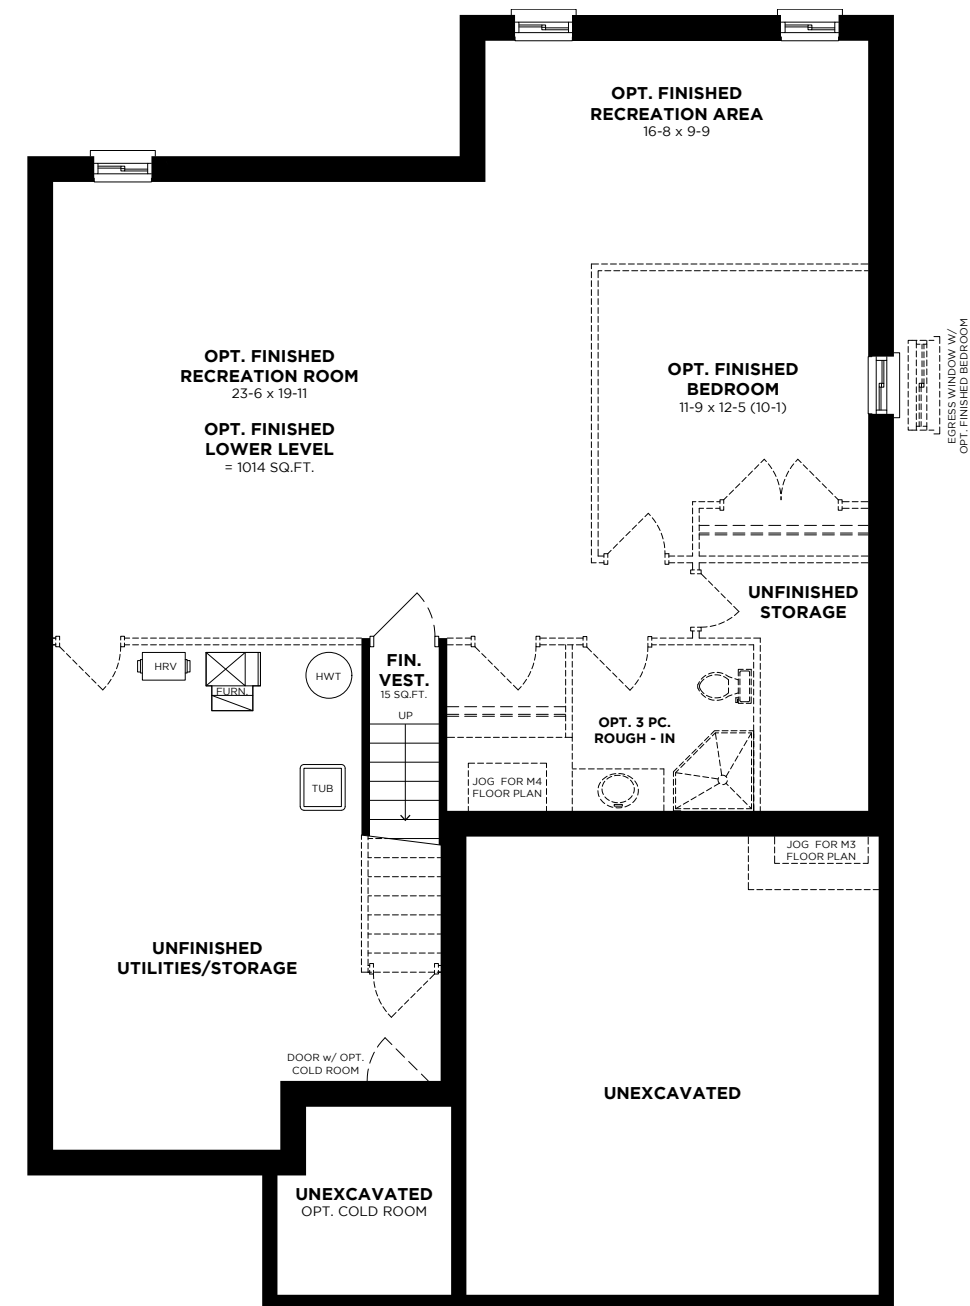 OPT. FINISHED
RECREATION AREA
16-8 x 9-9
OPT. FINISHED
RECREATION ROOM
23-6 x 19-11
OPT. FINISHED
LOWER LEVEL
= 1014 SQ.FT.
OPT. FINISHED
BEDROOM
11-9 x 12-5 (10-1)
EGRESS WINDOW W/
OPT. FINISHED BEDROOM
UNFINISHED
STORAGE
HRV
FURN.
HWT
FIN.
VEST.
15 SQ.FT.
UP
OPT. 3 PC.
ROUGH - IN
TUB
JOG FOR M4
FLOOR PLAN
JOG FOR M3
FLOOR PLAN
UNFINISHED
UTILITIES/STORAGE
DOOR w/ OPT.
COLD ROOM
UNEXCAVATED
UNEXCAVATED
OPT. COLD ROOM